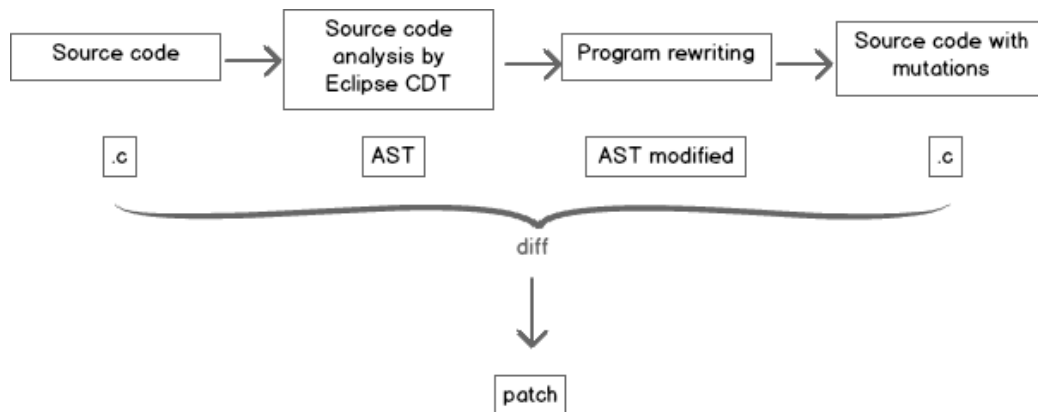 Source code
Source code
analysis by
Eclipse CDT
Program rewriting
Source code with
mutations
.c
AST
AST modified
.c
diff
patch